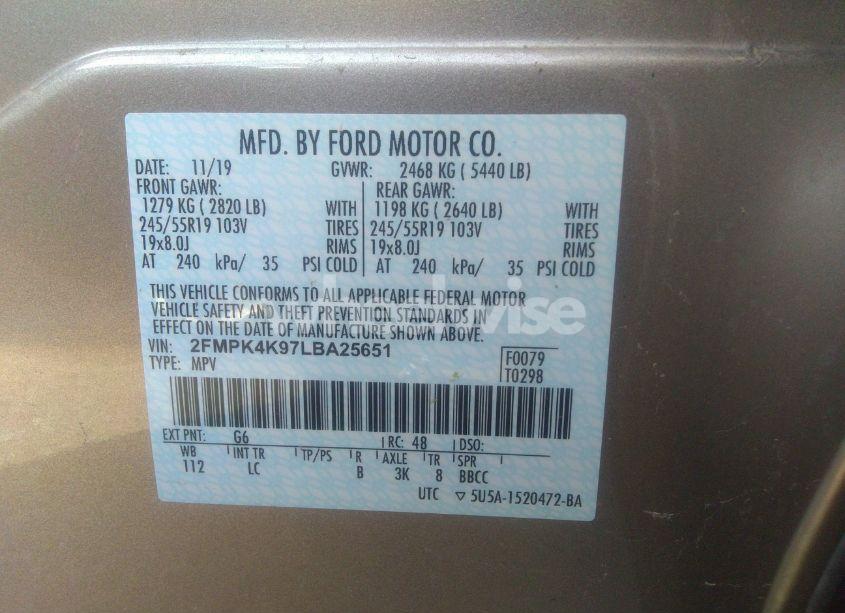 MFD. BY FORD MOTOR CO.
DATE: 11/19 GVWR: 2468 KG ( 5440 LB)
FRONT GAWR: REAR GAWR:
1279 KG ( 2820 LB) WITH 1198 KG ( 2640 LB) WITH
245/55R19 103V TIRES 245/55R19 103V TIRES
19x8.0J RIMS 19x8.0J RIMS
AT 240 kPa/ 35 PSI COLD AT 240 kPa/ 35 PSI COLD
THIS VEHICLE CONFORMS TO ALL APPLICABLE FEDERAL MOTOR
VEHICLE SAFETY AND THEFT PREVENTION STANDARDS IN
EFFECT ON THE DATE OF MANUFACTURE SHOWN ABOVE.
VIN: 2FMPK4K97LBA25651 F0079
TYPE: MPV T0298
EXT PNT: G6 RC: 48 DSO:
WB INT TR TP/PS R AXLE TR SPR
112 LC B 3K 8 BBCC
UTC ▽ 5U5A-1520472-BA